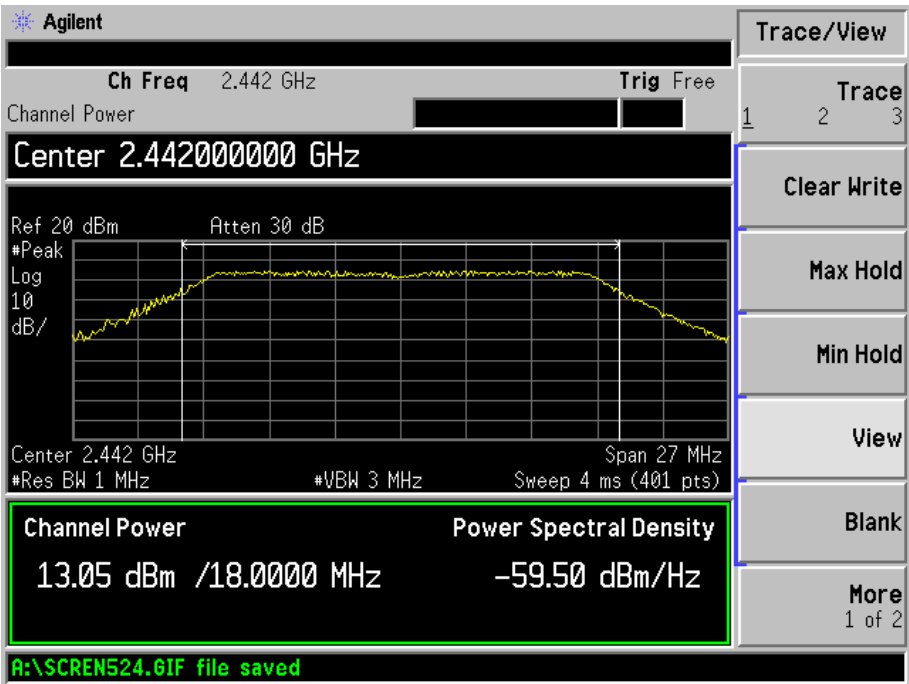 Agilent
Trace/View
Ch Freq 2.442 GHz Trig Free
Channel Power
Trace
1 2 3
Center 2.442000000 GHz
Clear Write
Ref 20 dBm Atten 30 dB
#Peak
Log
10
dB/
Max Hold
Min Hold
View
Center 2.442 GHz Span 27 MHz
#Res BW 1 MHz #VBW 3 MHz Sweep 4 ms (401 pts)
Channel Power Power Spectral Density
13.05 dBm /18.0000 MHz -59.50 dBm/Hz
Blank
More
1 of 2
A:\SCREN524.GIF file saved